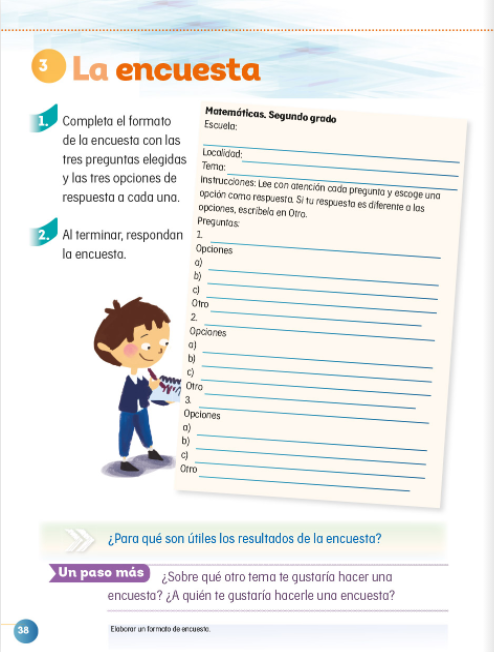 3 La encuesta
1. Completa el formato
de la encuesta con las
tres preguntas elegidas
y las tres opciones de
respuesta a cada una.
2. Al terminar, respondan
la encuesta.
Matemáticas. Segundo grado
Escuela:
Localidad:
Tema:
Instrucciones: Lee con atención cada pregunta y escoge una
opción como respuesta. Si tu respuesta es diferente a las
opciones, escríbela en Otro.
Preguntas:
1.
Opciones
a)
b)
c)
Otro
2.
Opciones
a)
b)
c)
Otro
3.
Opciones
a)
b)
c)
Otro
¿Para qué son útiles los resultados de la encuesta?
Un paso más ¿Sobre qué otro tema te gustaría hacer una
encuesta? ¿A quién te gustaría hacerle una encuesta?
38 Elaborar un formato de encuesta.